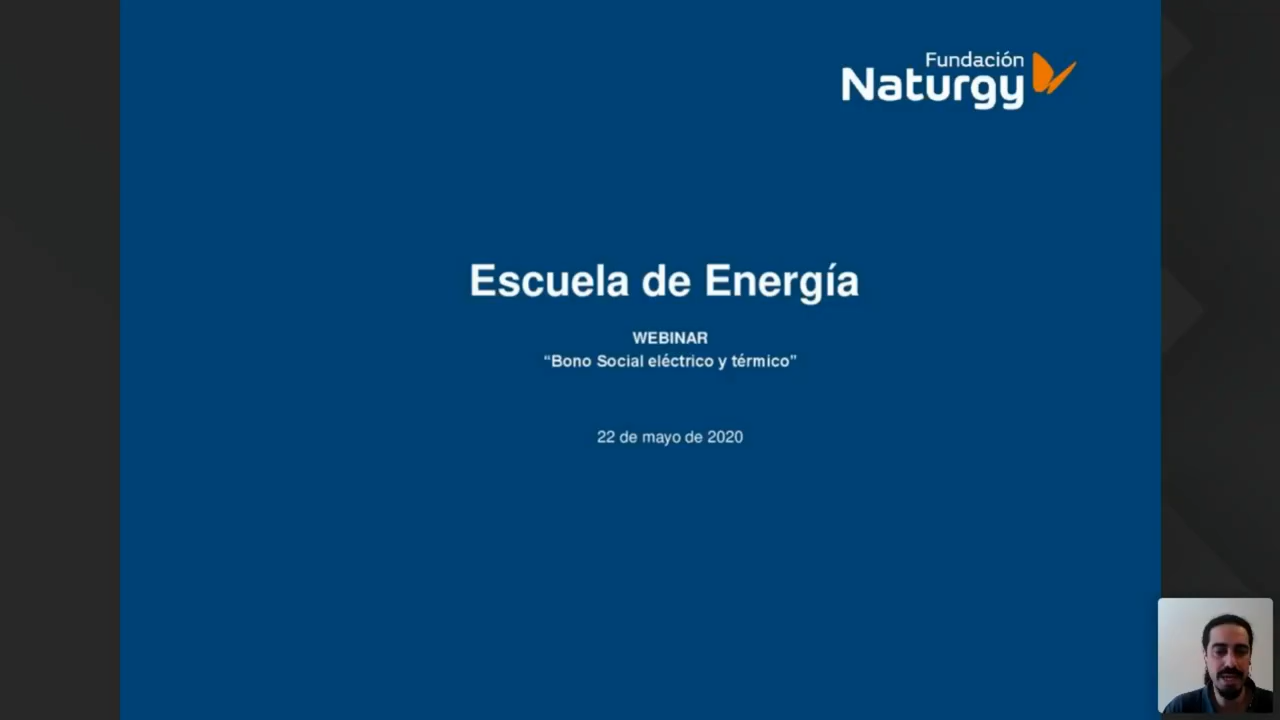 Fundación
Naturgy
Escuela de Energía
WEBINAR
“Bono Social eléctrico y térmico”
22 de mayo de 2020